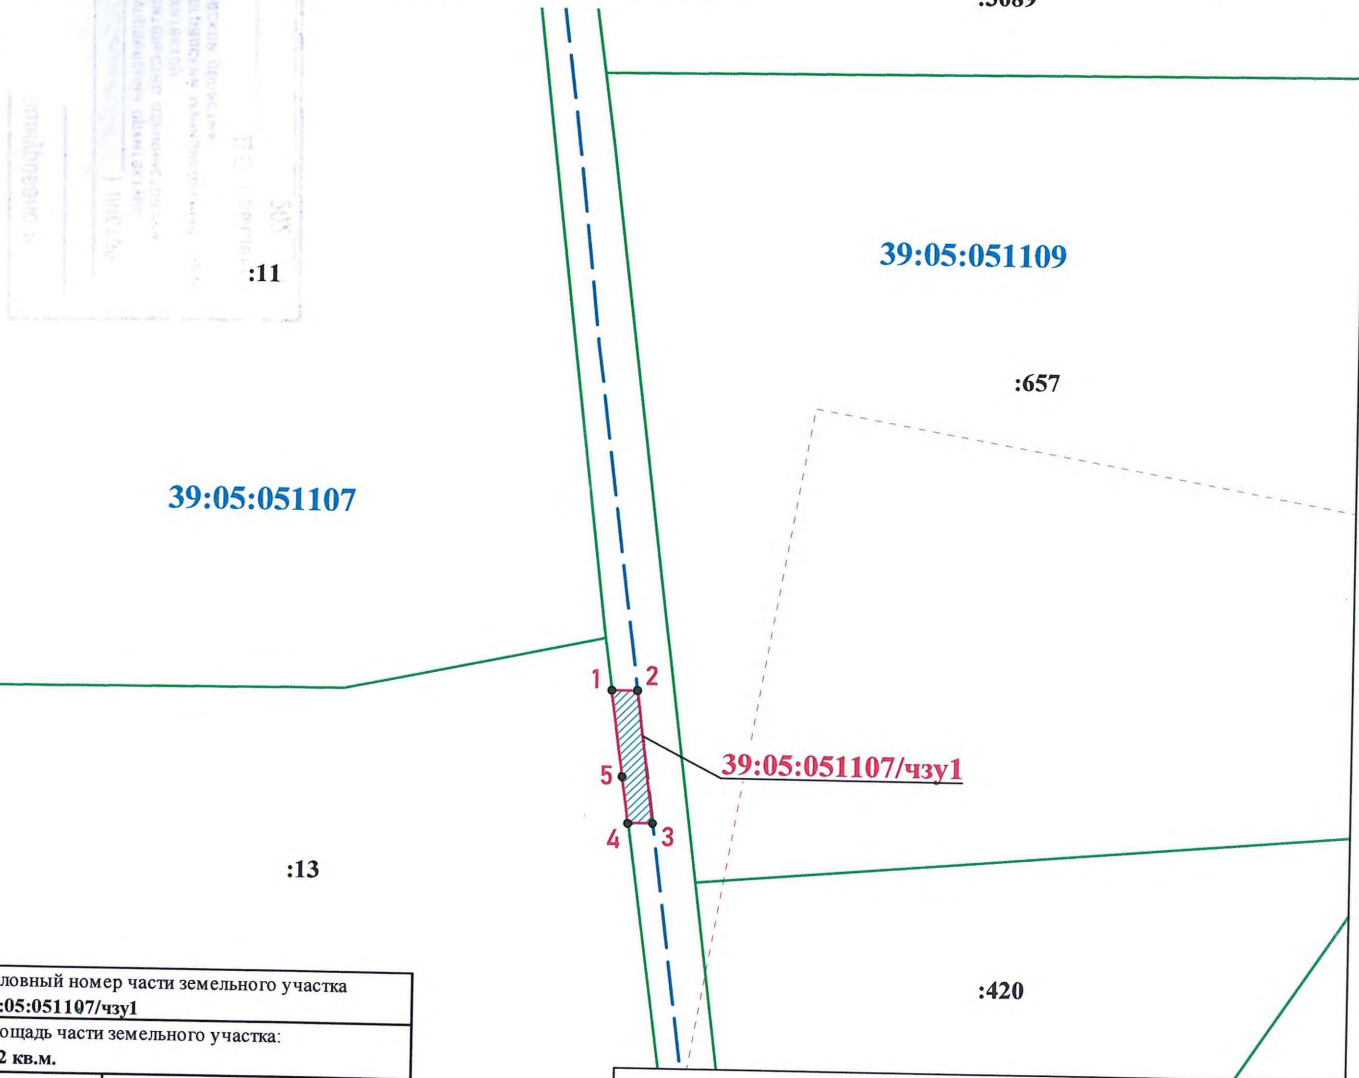 :3089
:11
39:05:051109
:657
39:05:051107
1
2
39:05:051107/чзу1
5
4
3
:13
:420
ловный номер части земельного участка
:05:051107/чзу1
ощадь части земельного участка:
2 кв.м.